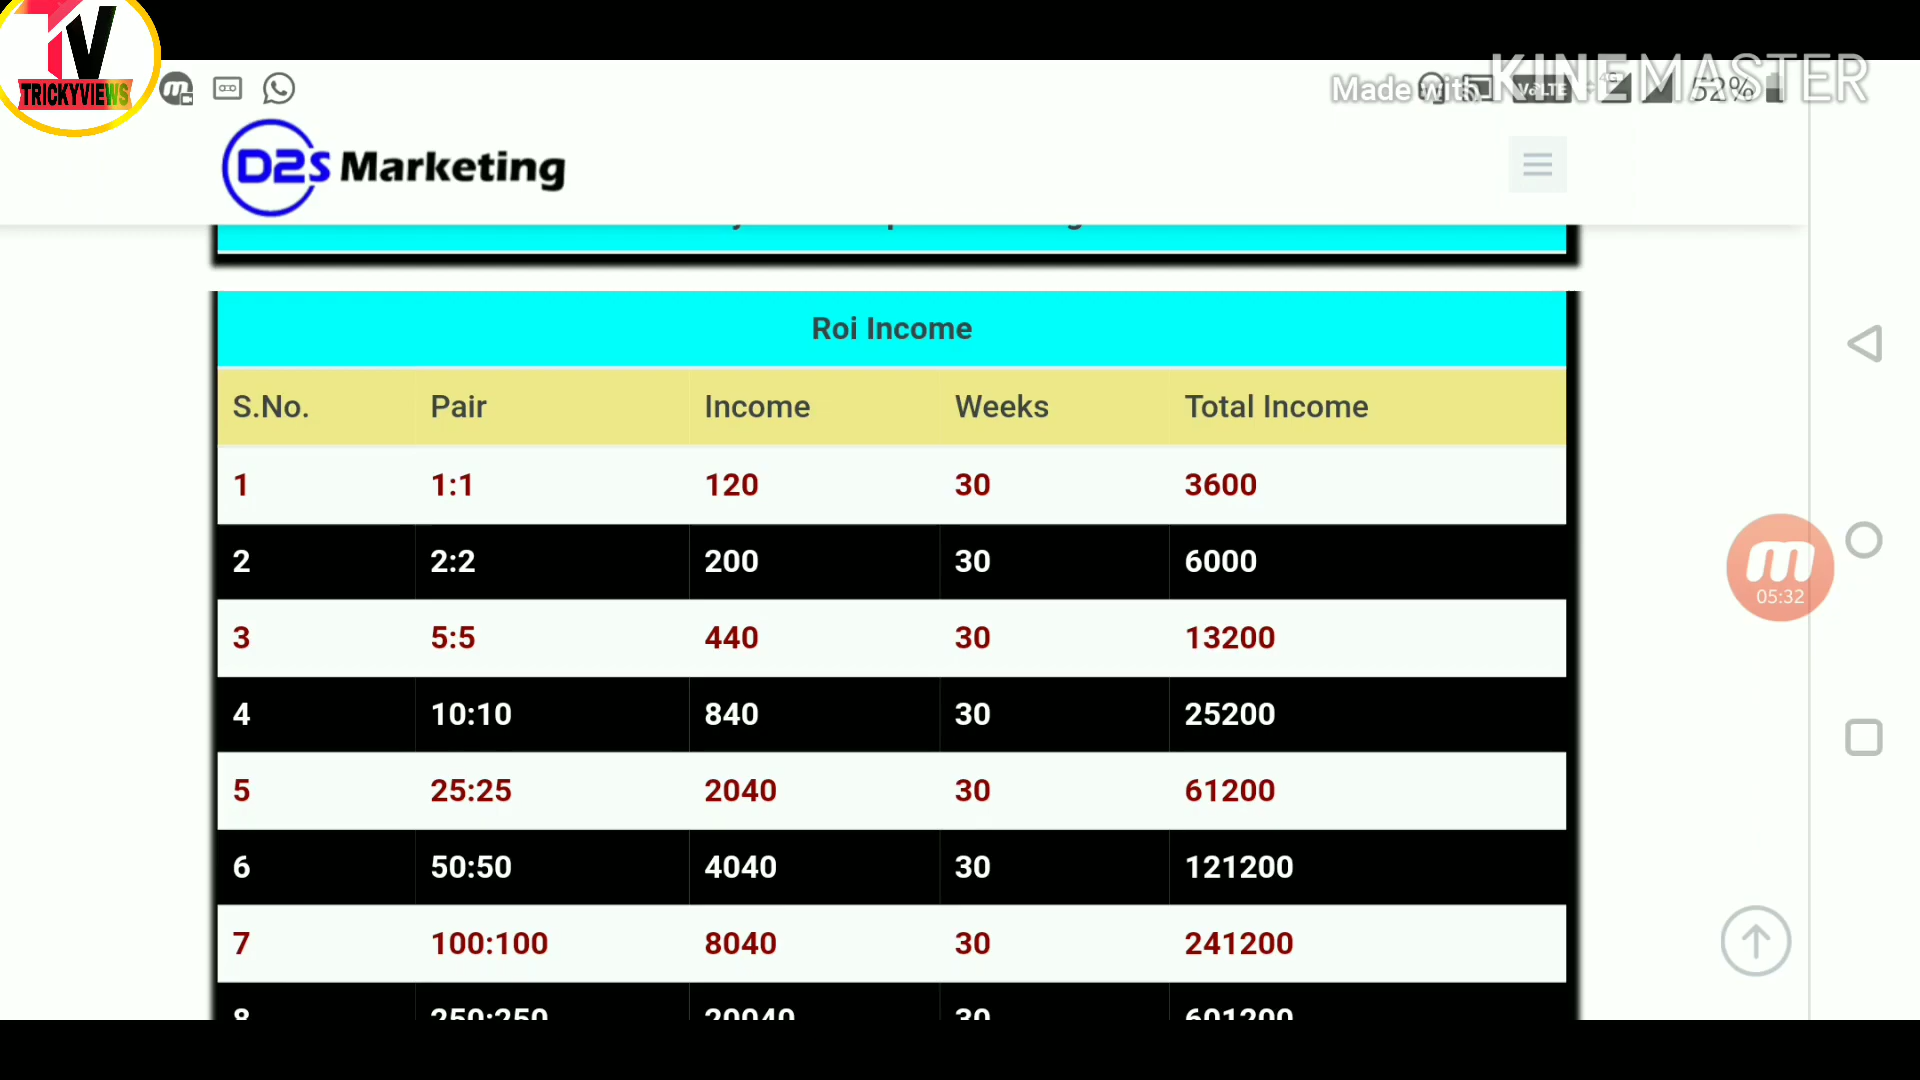 TV
TRICKYVIEWS
Made with KINEMASTER
VoLTE
4G
52%
D2S Marketing
Roi Income
S.No. Pair Income Weeks Total Income
1 1:1 120 30 3600
2 2:2 200 30 6000
3 5:5 440 30 13200
4 10:10 840 30 25200
5 25:25 2040 30 61200
6 50:50 4040 30 121200
7 100:100 8040 30 241200
8 250:250 20040 30 601200
m
05:32